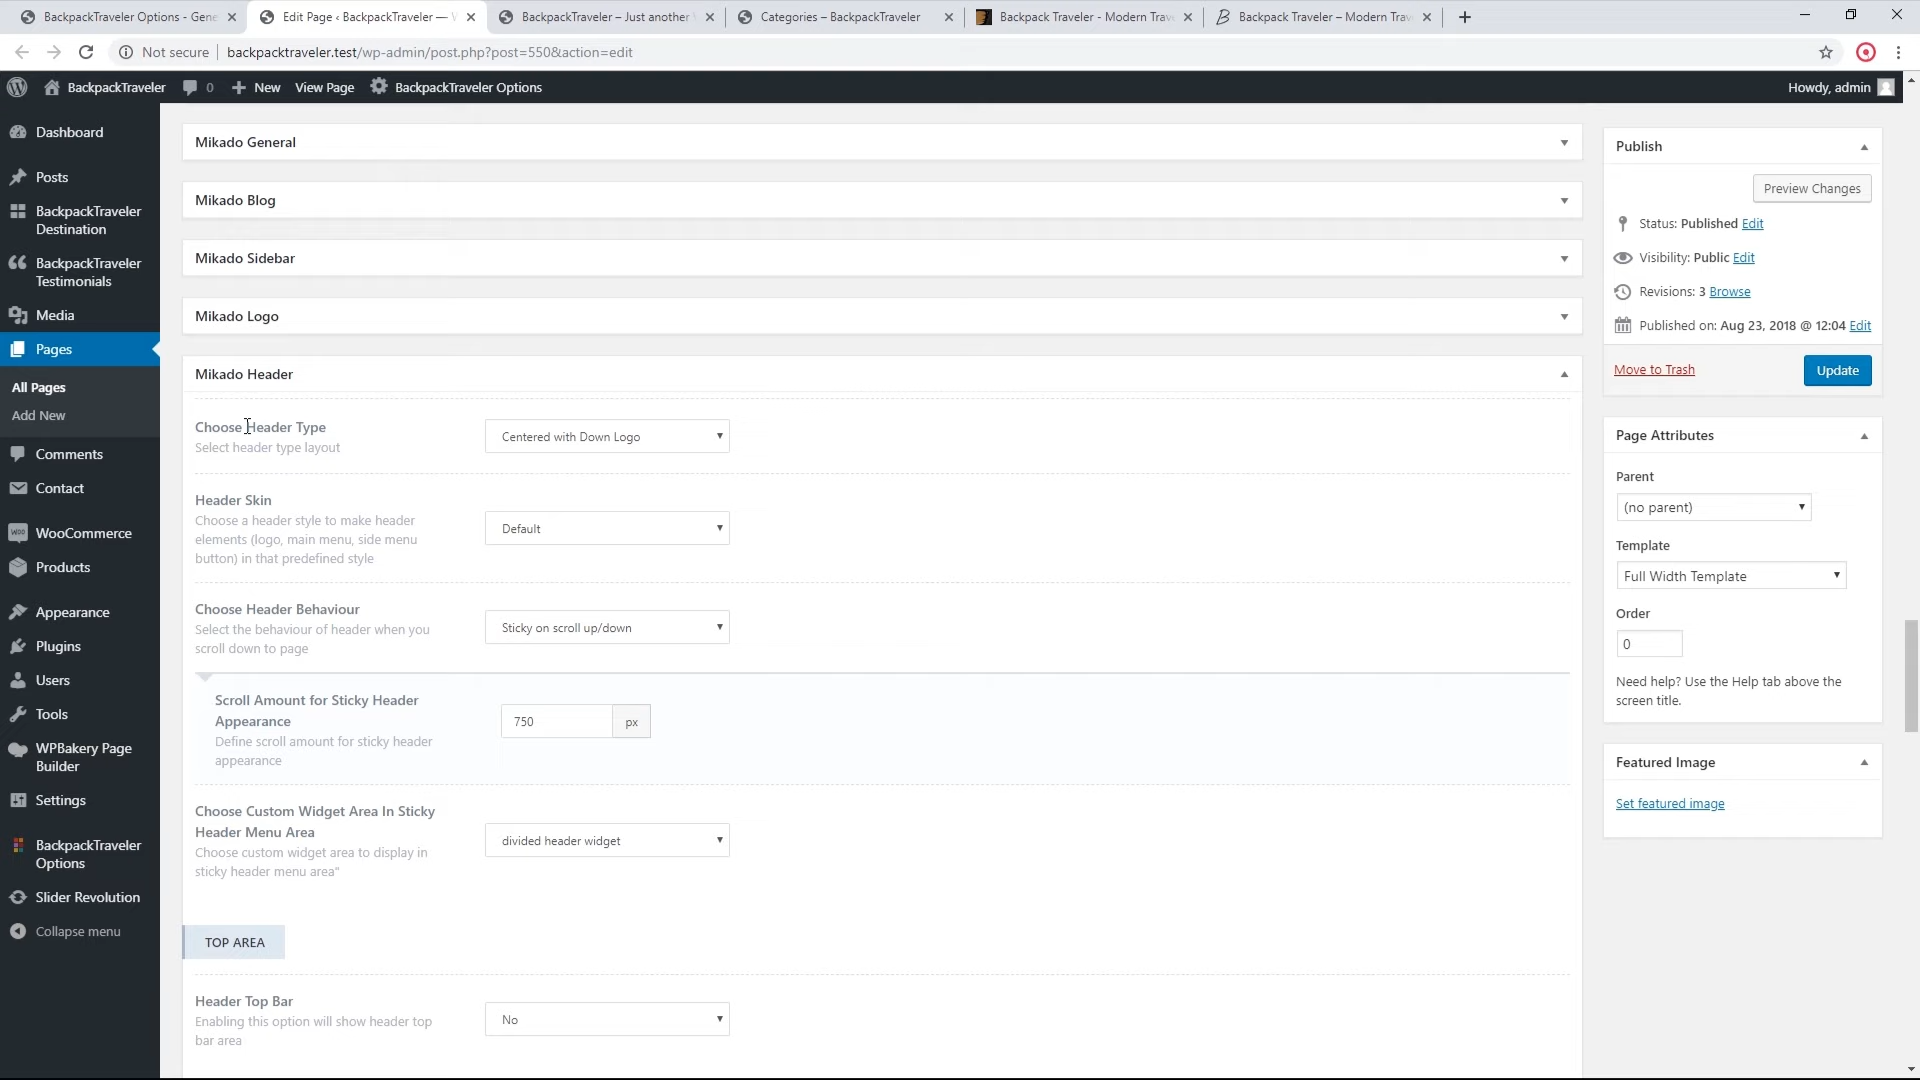 BackpackTraveler Options - Gene
Edit Page ‹ BackpackTraveler — W
BackpackTraveler – Just another
Categories – BackpackTraveler
Backpack Traveler - Modern Trav
Backpack Traveler – Modern Trav
Not secure
backpacktraveler.test/wp-admin/post.php?post=550&action=edit
BackpackTraveler
0
New
View Page
BackpackTraveler Options
Howdy, admin
Dashboard
Posts
BackpackTraveler
Destination
BackpackTraveler
Testimonials
Media
Pages
All Pages
Add New
Comments
Contact
WooCommerce
Products
Appearance
Plugins
Users
Tools
WPBakery Page
Builder
Settings
BackpackTraveler
Options
Slider Revolution
Collapse menu
Mikado General
Mikado Blog
Mikado Sidebar
Mikado Logo
Mikado Header
Choose Header Type
Select header type layout
Centered with Down Logo
Header Skin
Choose a header style to make header
elements (logo, main menu, side menu
button) in that predefined style
Default
Choose Header Behaviour
Select the behaviour of header when you
scroll down to page
Sticky on scroll up/down
Scroll Amount for Sticky Header
Appearance
Define scroll amount for sticky header
appearance
750
px
Choose Custom Widget Area In Sticky
Header Menu Area
Choose custom widget area to display in
sticky header menu area"
divided header widget
TOP AREA
Header Top Bar
Enabling this option will show header top
bar area
No
Publish
Preview Changes
Status: Published Edit
Visibility: Public Edit
Revisions: 3 Browse
Published on: Aug 23, 2018 @ 12:04 Edit
Move to Trash
Update
Page Attributes
Parent
(no parent)
Template
Full Width Template
Order
0
Need help? Use the Help tab above the
screen title.
Featured Image
Set featured image